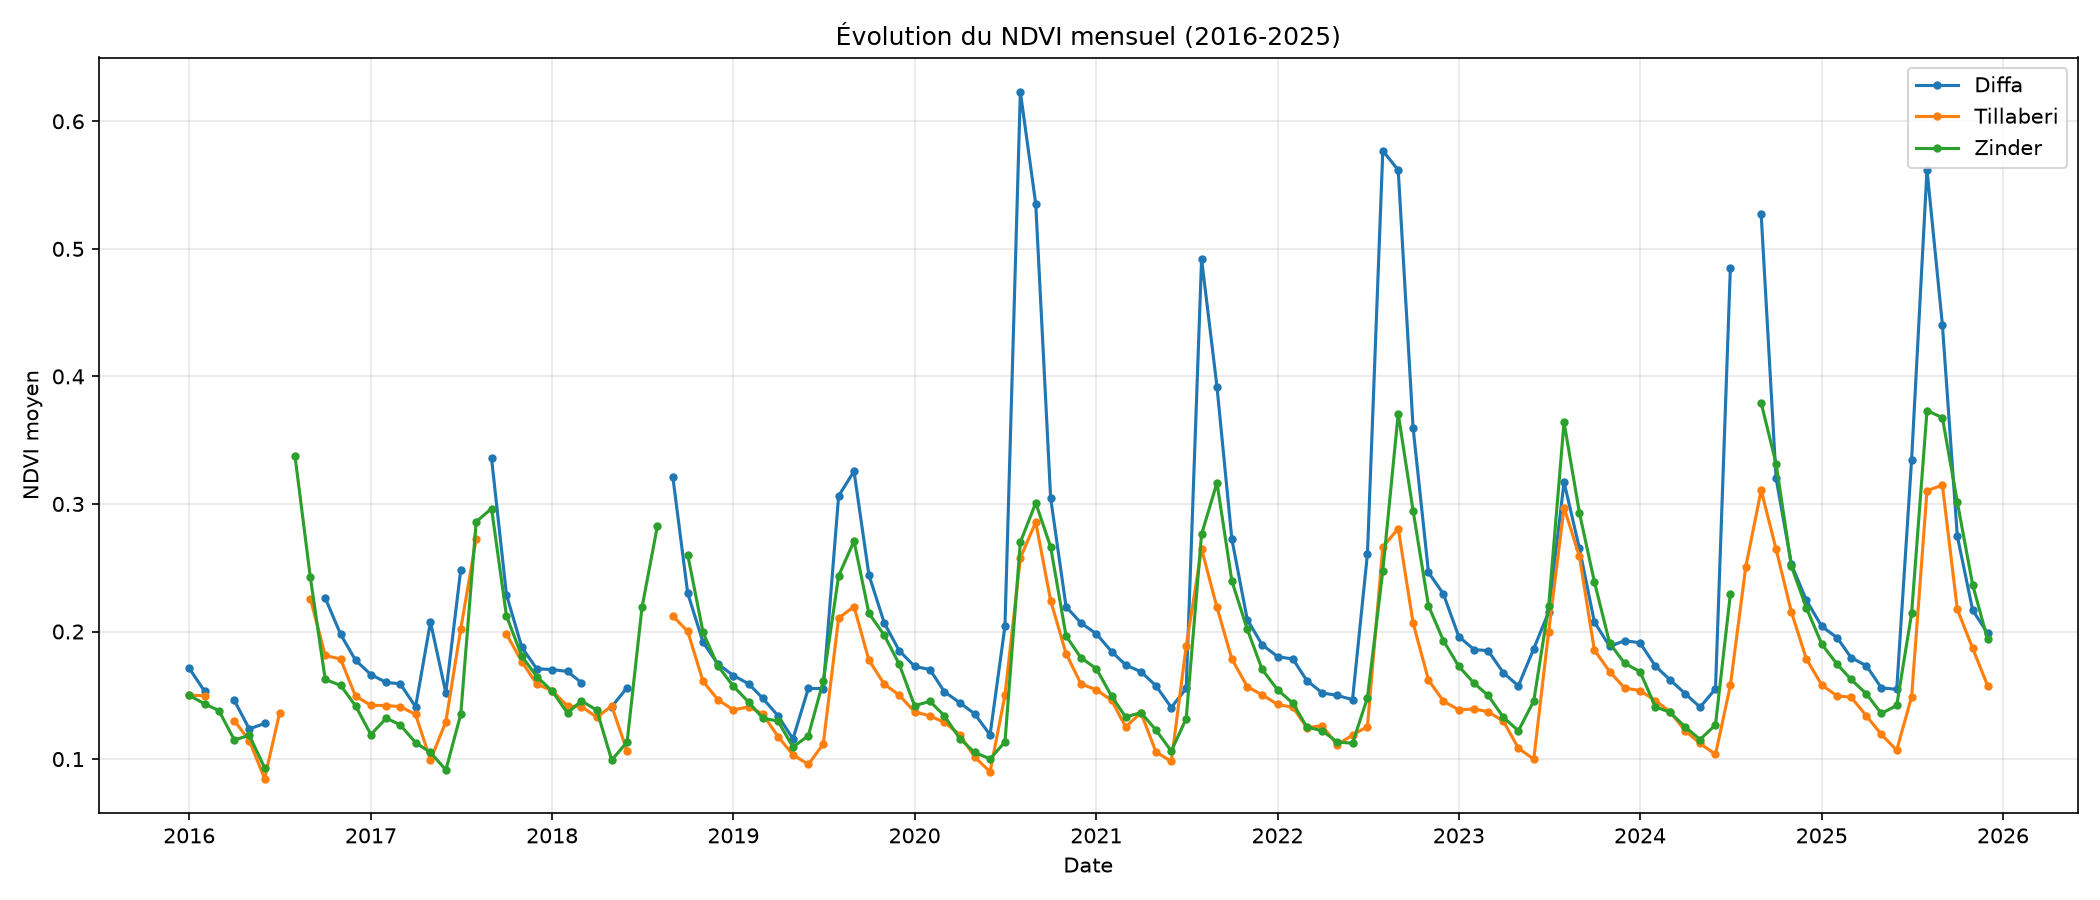 Évolution du NDVI mensuel (2016-2025)
Diffa
Tillaberi
Zinder
NDVI moyen
0.6
0.5
0.4
0.3
0.2
0.1
2016 2017 2018 2019 2020 2021 2022 2023 2024 2025 2026
Date